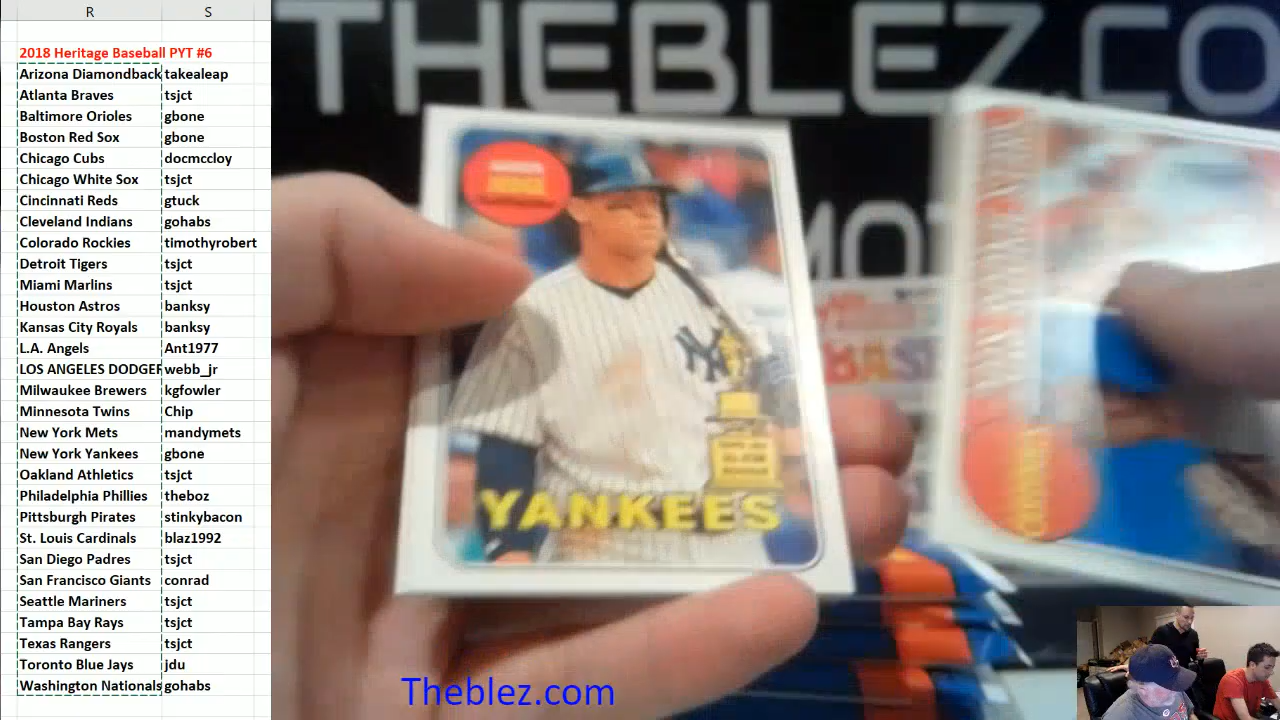 R S
2018 Heritage Baseball PYT #6
Arizona Diamondback takealeap
Atlanta Braves tsjct
Baltimore Orioles gbone
Boston Red Sox gbone
Chicago Cubs docmccloy
Chicago White Sox tsjct
Cincinnati Reds gtuck
Cleveland Indians gohabs
Colorado Rockies timothyrobert
Detroit Tigers tsjct
Miami Marlins tsjct
Houston Astros banksy
Kansas City Royals banksy
L.A. Angels Ant1977
LOS ANGELES DODGER webb_jr
Milwaukee Brewers kgfowler
Minnesota Twins Chip
New York Mets mandymets
New York Yankees gbone
Oakland Athletics tsjct
Philadelphia Phillies theboz
Pittsburgh Pirates stinkybacon
St. Louis Cardinals blaz1992
San Diego Padres tsjct
San Francisco Giants conrad
Seattle Mariners tsjct
Tampa Bay Rays tsjct
Texas Rangers tsjct
Toronto Blue Jays jdu
Washington Nationals gohabs
THEBLEZ.CO
NY
YANKEES
Theblez.com